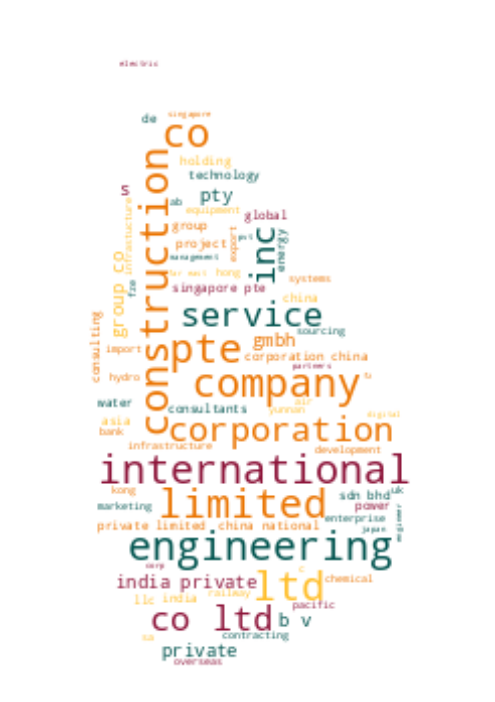 electric
singapore
de
co
holding
technology
s
pty
ab
equipment
global
group
infrastructure
construction
project
export
inc
energy
management
far east
hong
group co
fze
singapore pte
systems
china
service
sourcing
consulting
import
pte
gmbh
corporation china
partners
hydro
company
water
consultants
air
yunnan
asia
bank
corporation
infrastructure
development
international
kong
limited
sdn bhd
uk
marketing
power
private limited
china national
enterprise
japan
engineer
engineering
corp
c
india private
ltd
chemical
llc
india
railway
pacific
co ltd
b v
sa
contracting
private
overseas